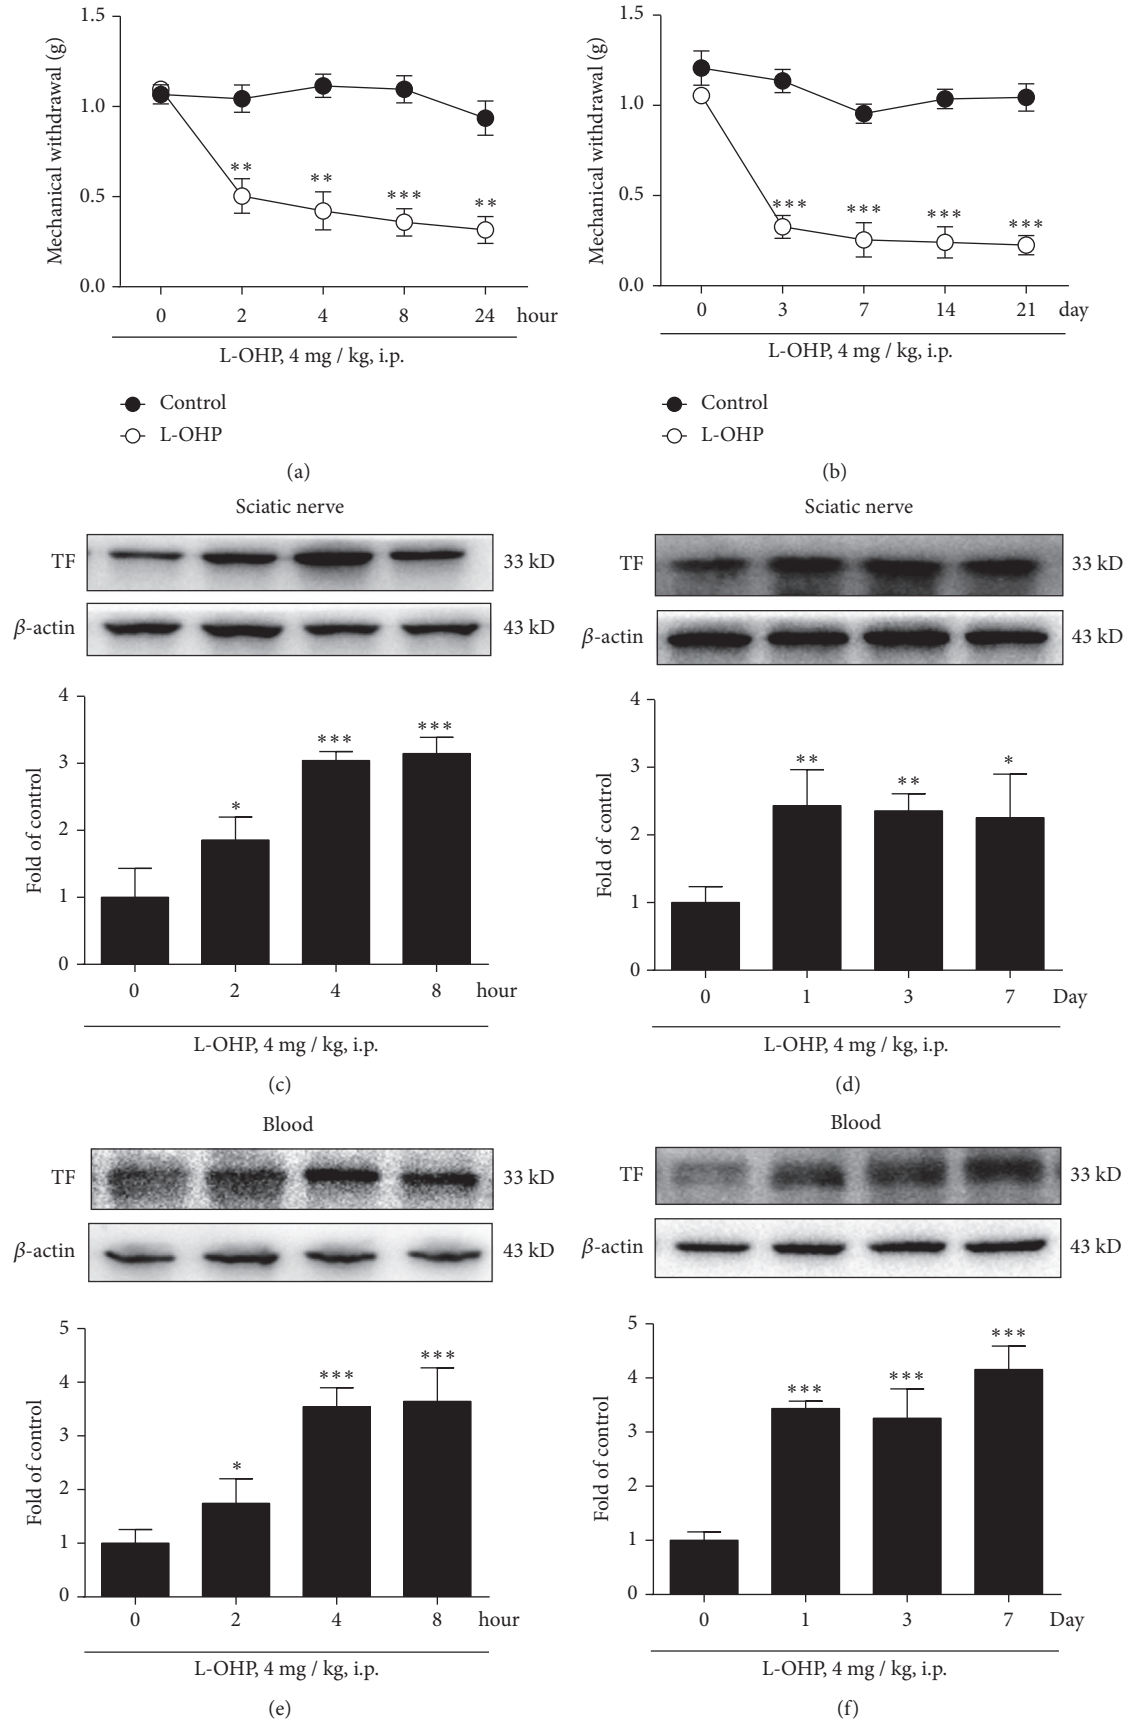 1.5
1.0
0.5
0.0
Mechanical withdrawal (g)
** ** *** **
0 2 4 8 24 hour
L-OHP, 4 mg / kg, i.p.
Control
L-OHP
(a)
1.5
1.0
0.5
0.0
Mechanical withdrawal (g)
*** *** *** ***
0 3 7 14 21 day
L-OHP, 4 mg / kg, i.p.
Control
L-OHP
(b)
Sciatic nerve
TF 33 kD
β-actin 43 kD
4
3
2
1
0
Fold of control
* *** ***
0 2 4 8 hour
L-OHP, 4 mg / kg, i.p.
(c)
Sciatic nerve
TF 33 kD
β-actin 43 kD
4
3
2
1
0
Fold of control
** ** *
0 1 3 7 Day
L-OHP, 4 mg / kg, i.p.
(d)
Blood
TF 33 kD
β-actin 43 kD
5
4
3
2
1
0
Fold of control
* *** ***
0 2 4 8 hour
L-OHP, 4 mg / kg, i.p.
(e)
Blood
TF 33 kD
β-actin 43 kD
5
4
3
2
1
0
Fold of control
*** *** ***
0 1 3 7 Day
L-OHP, 4 mg / kg, i.p.
(f)